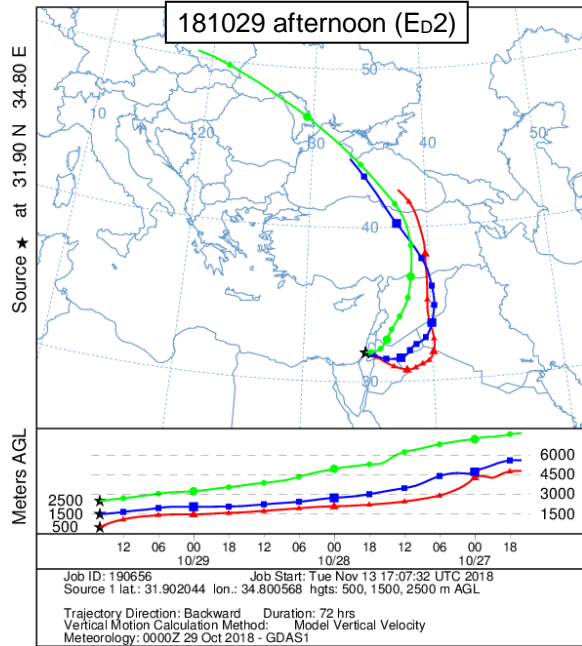 181029 afternoon (ED2)
Source ★ at 31.90 N 34.80 E
50
50
10
20
30
40
40
30
Meters AGL
2500
1500
500
6000
4500
3000
1500
12 06 00 18 12 06 00 18 12 06 00 18
10/29 10/28 10/27
Job ID: 190656 Job Start: Tue Nov 13 17:07:32 UTC 2018
Source 1 lat.: 31.902044 lon.: 34.800568 hgts: 500, 1500, 2500 m AGL
Trajectory Direction: Backward Duration: 72 hrs
Vertical Motion Calculation Method: Model Vertical Velocity
Meteorology: 0000Z 29 Oct 2018 - GDAS1